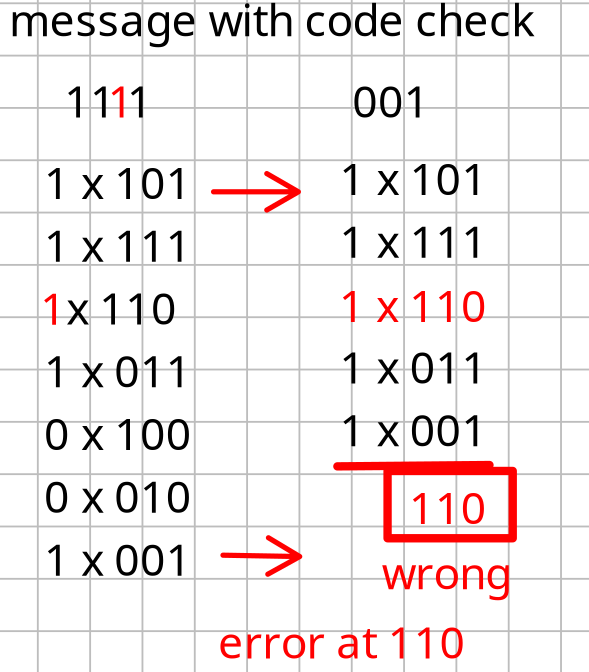 message with code check
1111 001
1 x 101 1 x 101
1 x 111 1 x 111
1 x 110 1 x 110
1 x 011 1 x 011
0 x 100 1 x 001
0 x 010 110
1 x 001 wrong
error at 110